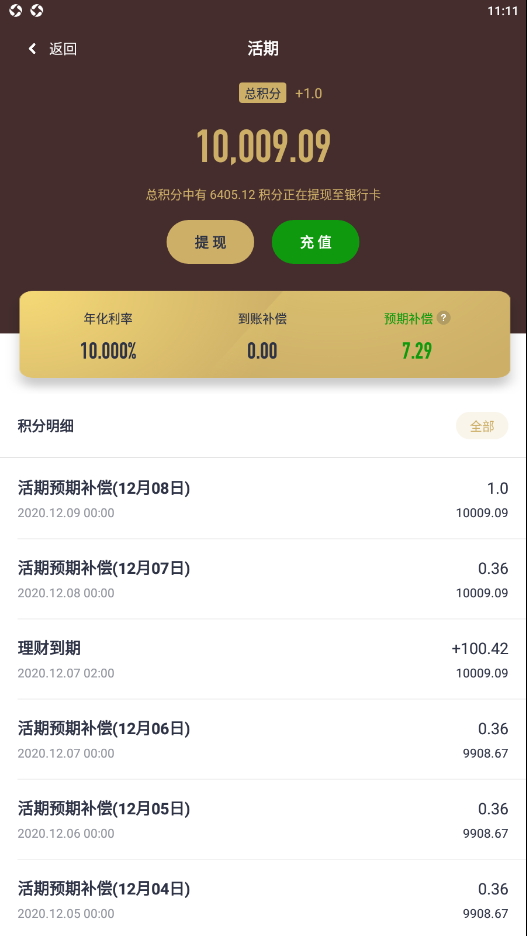 11:11
返回
活期
总积分 +1.0
10,009.09
总积分中有 6405.12 积分正在提现至银行卡
提现 充值
年化利率 到账补偿 预期补偿 ?
10.000% 0.00 7.29
积分明细 全部
活期预期补偿(12月08日) 1.0
2020.12.09 00:00 10009.09
活期预期补偿(12月07日) 0.36
2020.12.08 00:00 10009.09
理财到期 +100.42
2020.12.07 02:00 10009.09
活期预期补偿(12月06日) 0.36
2020.12.07 00:00 9908.67
活期预期补偿(12月05日) 0.36
2020.12.06 00:00 9908.67
活期预期补偿(12月04日) 0.36
2020.12.05 00:00 9908.67